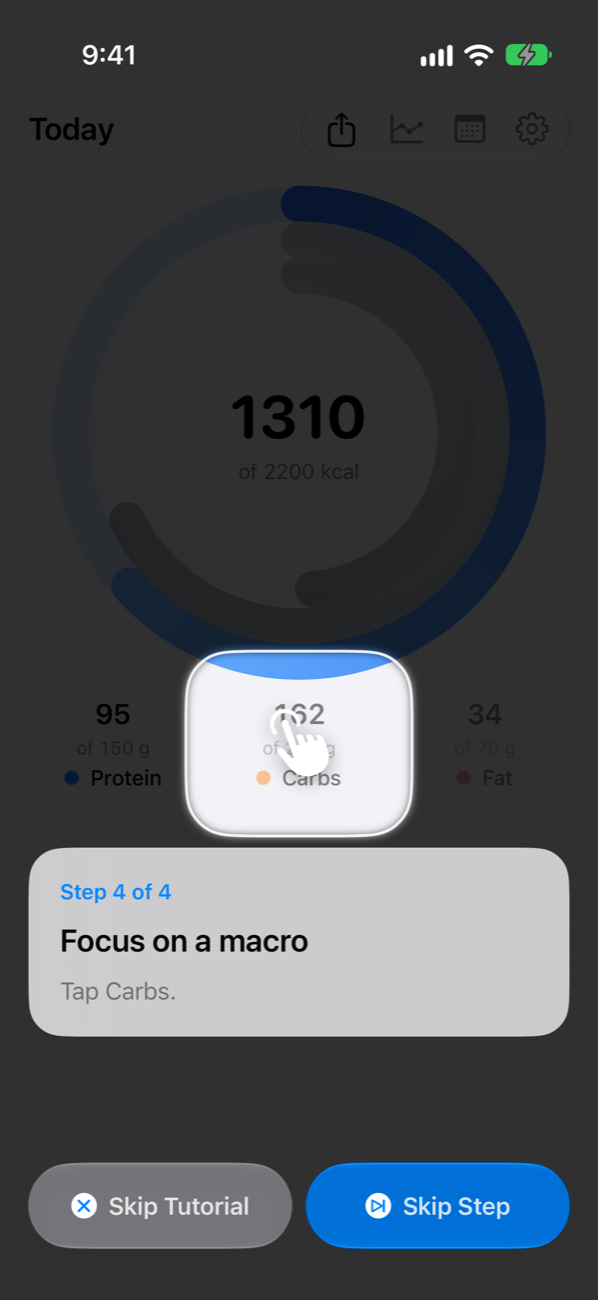 9:41
Today
1310
of 2200 kcal
95
of 150 g
Protein
162
Carbs
34
of 70 g
Fat
Step 4 of 4
Focus on a macro
Tap Carbs.
Skip Tutorial
Skip Step